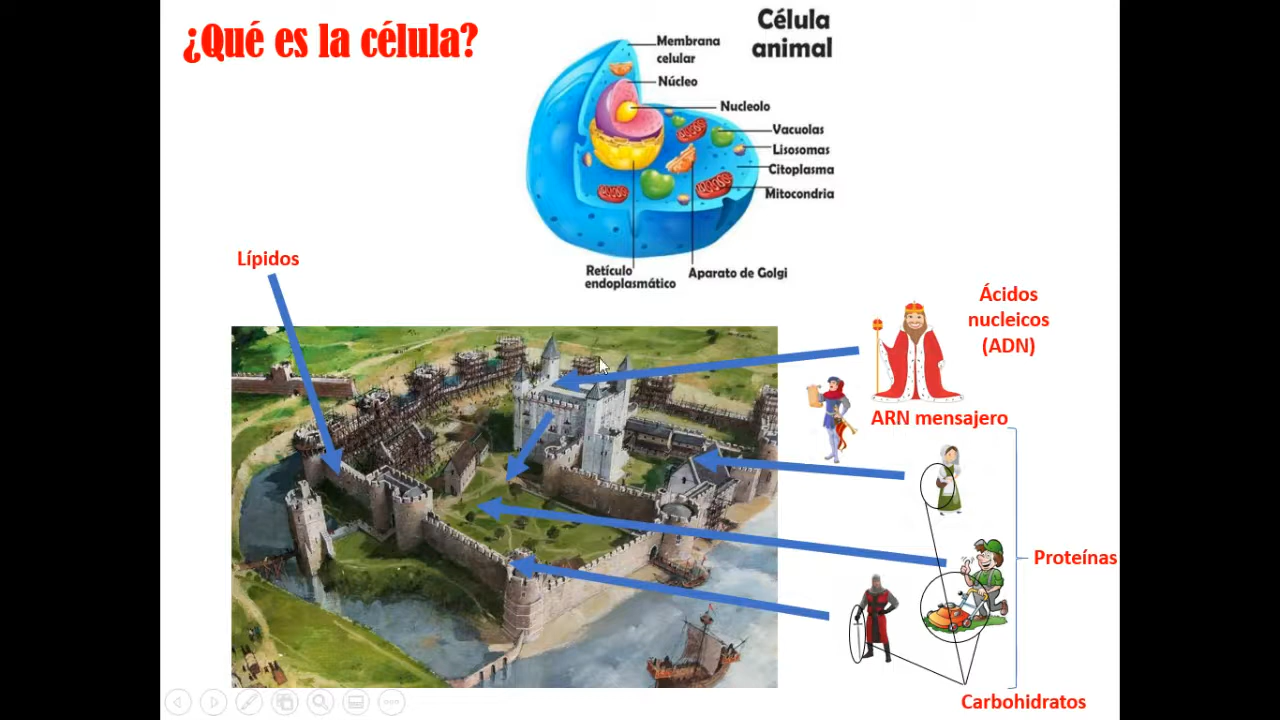 ¿Qué es la célula?
Célula
animal
Membrana
celular
Núcleo
Nucleolo
Vacuolas
Lisosomas
Citoplasma
Mitocondria
Retículo
endoplasmático
Aparato de Golgi
Lípidos
Ácidos
nucleicos
(ADN)
ARN mensajero
Proteínas
Carbohidratos